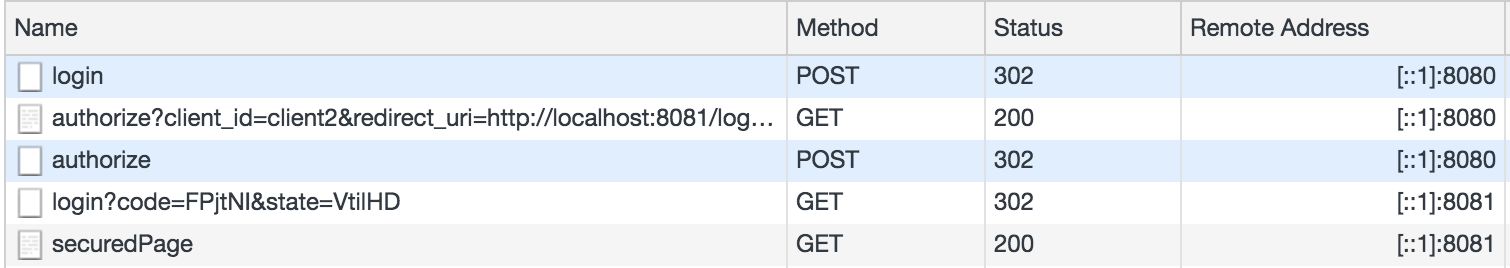 Name Method Status Remote Address
login POST 302 [::1]:8080
authorize?client_id=client2&redirect_uri=http://localhost:8081/log... GET 200 [::1]:8080
authorize POST 302 [::1]:8080
login?code=FPjtNI&state=VtilHD GET 302 [::1]:8081
securedPage GET 200 [::1]:8081